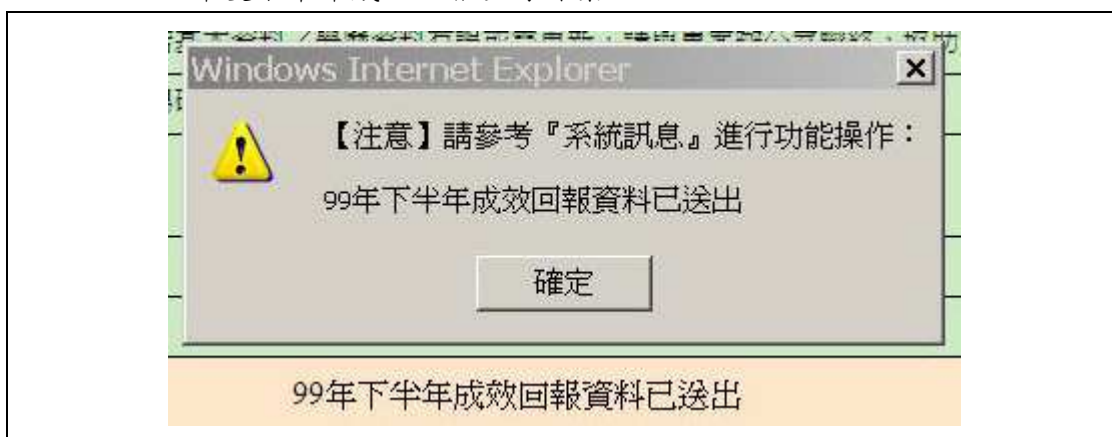 Windows Internet Explorer
【注意】請參考『系統訊息』進行功能操作：
99年下半年成效回報資料已送出
確定
99年下半年成效回報資料已送出